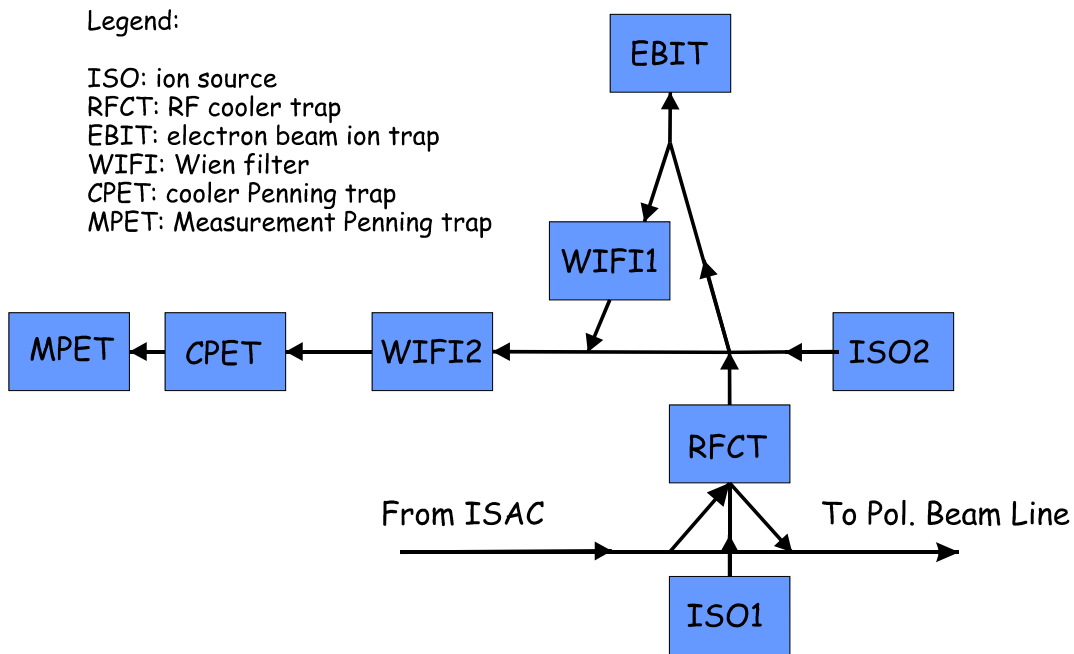 Legend:
ISO: ion source
RFCT: RF cooler trap
EBIT: electron beam ion trap
WIFI: Wien filter
CPET: cooler Penning trap
MPET: Measurement Penning trap
EBIT
WIFI1
MPET
CPET
WIFI2
ISO2
RFCT
From ISAC
To Pol. Beam Line
ISO1